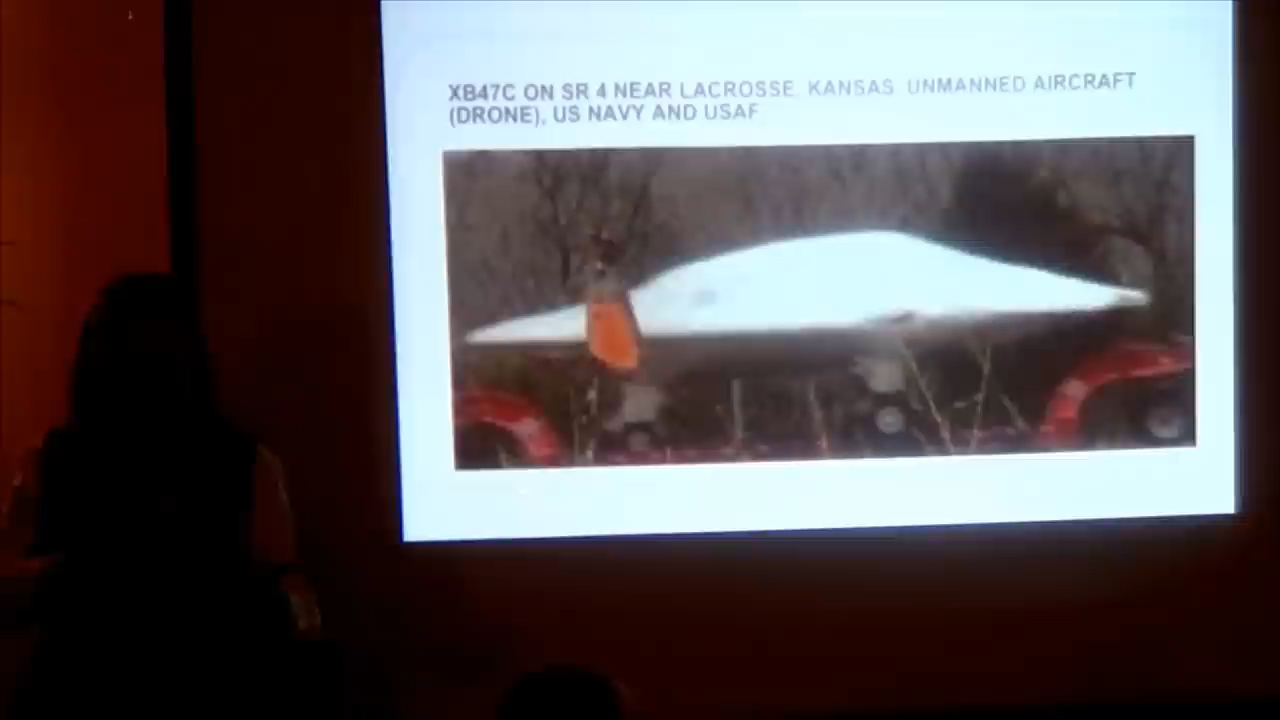 XB47C ON SR 4 NEAR LACROSSE, KANSAS UNMANNED AIRCRAFT
(DRONE), US NAVY AND USAF